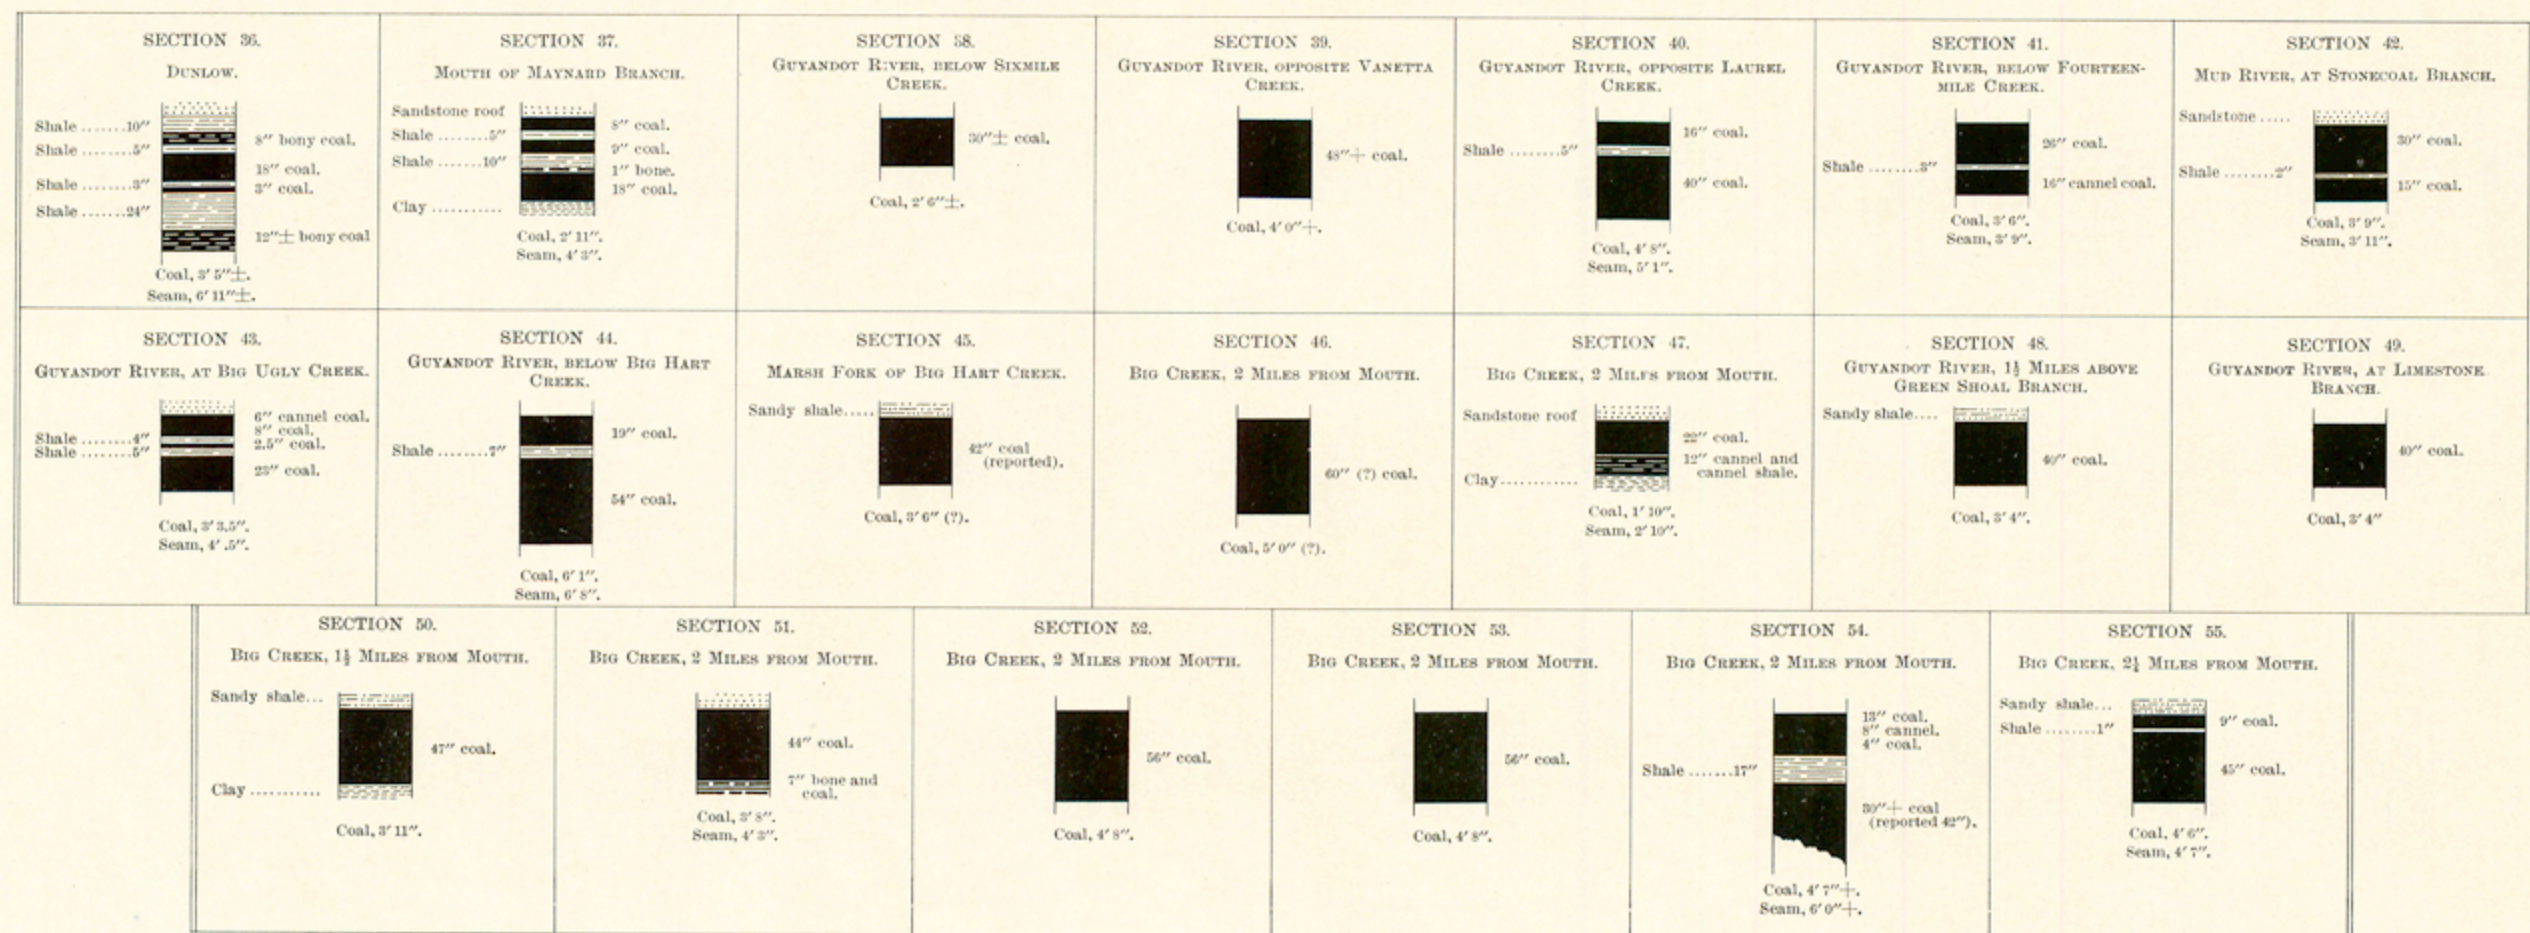 SECTION 36.
DUNLOW.
Shale .......10″
8″ bony coal.
Shale ........5″
18″ coal.
Shale ........3″
3″ coal.
Shale .......24″
12″± bony coal
Coal, 3′ 5″±.
Seam, 6′ 11″±.
SECTION 37.
MOUTH OF MAYNARD BRANCH.
Sandstone roof
8″ coal.
Shale ........5″
9″ coal.
Shale .......10″
1″ bone.
18″ coal.
Clay ...........
Coal, 2′ 11″.
Seam, 4′ 3″.
SECTION 38.
GUYANDOT RIVER, BELOW SIXMILE
CREEK.
30″± coal.
Coal, 2′ 6″±.
SECTION 39.
GUYANDOT RIVER, OPPOSITE VANETTA
CREEK.
48″+ coal.
Coal, 4′ 0″+.
SECTION 40.
GUYANDOT RIVER, OPPOSITE LAUREL
CREEK.
16″ coal.
Shale ........5″
40″ coal.
Coal, 4′ 8″.
Seam, 5′ 1″.
SECTION 41.
GUYANDOT RIVER, BELOW FOURTEEN-
MILE CREEK.
26″ coal.
Shale ........3″
16″ cannel coal.
Coal, 3′ 6″.
Seam, 3′ 9″.
SECTION 42.
MUD RIVER, AT STONECOAL BRANCH.
Sandstone .....
30″ coal.
Shale ........2″
15″ coal.
Coal, 3′ 9″.
Seam, 3′ 11″.
SECTION 43.
GUYANDOT RIVER, AT BIG UGLY CREEK.
6″ cannel coal.
8″ coal.
Shale ........4″
2.5″ coal.
Shale ........5″
23″ coal.
Coal, 3′ 3.5″.
Seam, 4′ .5″.
SECTION 44.
GUYANDOT RIVER, BELOW BIG HART
CREEK.
19″ coal.
Shale ........7″
54″ coal.
Coal, 6′ 1″.
Seam, 6′ 8″.
SECTION 45.
MARSH FORK OF BIG HART CREEK.
Sandy shale.....
42″ coal
(reported).
Coal, 3′ 6″ (?).
SECTION 46.
BIG CREEK, 2 MILES FROM MOUTH.
60″ (?) coal.
Coal, 5′ 0″ (?).
SECTION 47.
BIG CREEK, 2 MILES FROM MOUTH.
Sandstone roof
22″ coal.
12″ cannel and
cannel shale.
Clay............
Coal, 1′ 10″.
Seam, 2′ 10″.
SECTION 48.
GUYANDOT RIVER, 1½ MILES ABOVE
GREEN SHOAL BRANCH.
Sandy shale....
40″ coal.
Coal, 3′ 4″.
SECTION 49.
GUYANDOT RIVER, AT LIMESTONE
BRANCH.
40″ coal.
Coal, 3′ 4″
SECTION 50.
BIG CREEK, 1½ MILES FROM MOUTH.
Sandy shale...
47″ coal.
Clay ...........
Coal, 3′ 11″.
SECTION 51.
BIG CREEK, 2 MILES FROM MOUTH.
44″ coal.
7″ bone and
coal.
Coal, 3′ 8″.
Seam, 4′ 3″.
SECTION 52.
BIG CREEK, 2 MILES FROM MOUTH.
56″ coal.
Coal, 4′ 8″.
SECTION 53.
BIG CREEK, 2 MILES FROM MOUTH.
56″ coal.
Coal, 4′ 8″.
SECTION 54.
BIG CREEK, 2 MILES FROM MOUTH.
13″ coal.
8″ cannel.
4″ coal.
Shale .......17″
30″+ coal
(reported 42″).
Coal, 4′ 7″+.
Seam, 6′ 0″+.
SECTION 55.
BIG CREEK, 2¼ MILES FROM MOUTH.
Sandy shale...
9″ coal.
Shale ........1″
45″ coal.
Coal, 4′ 6″.
Seam, 4′ 7″.